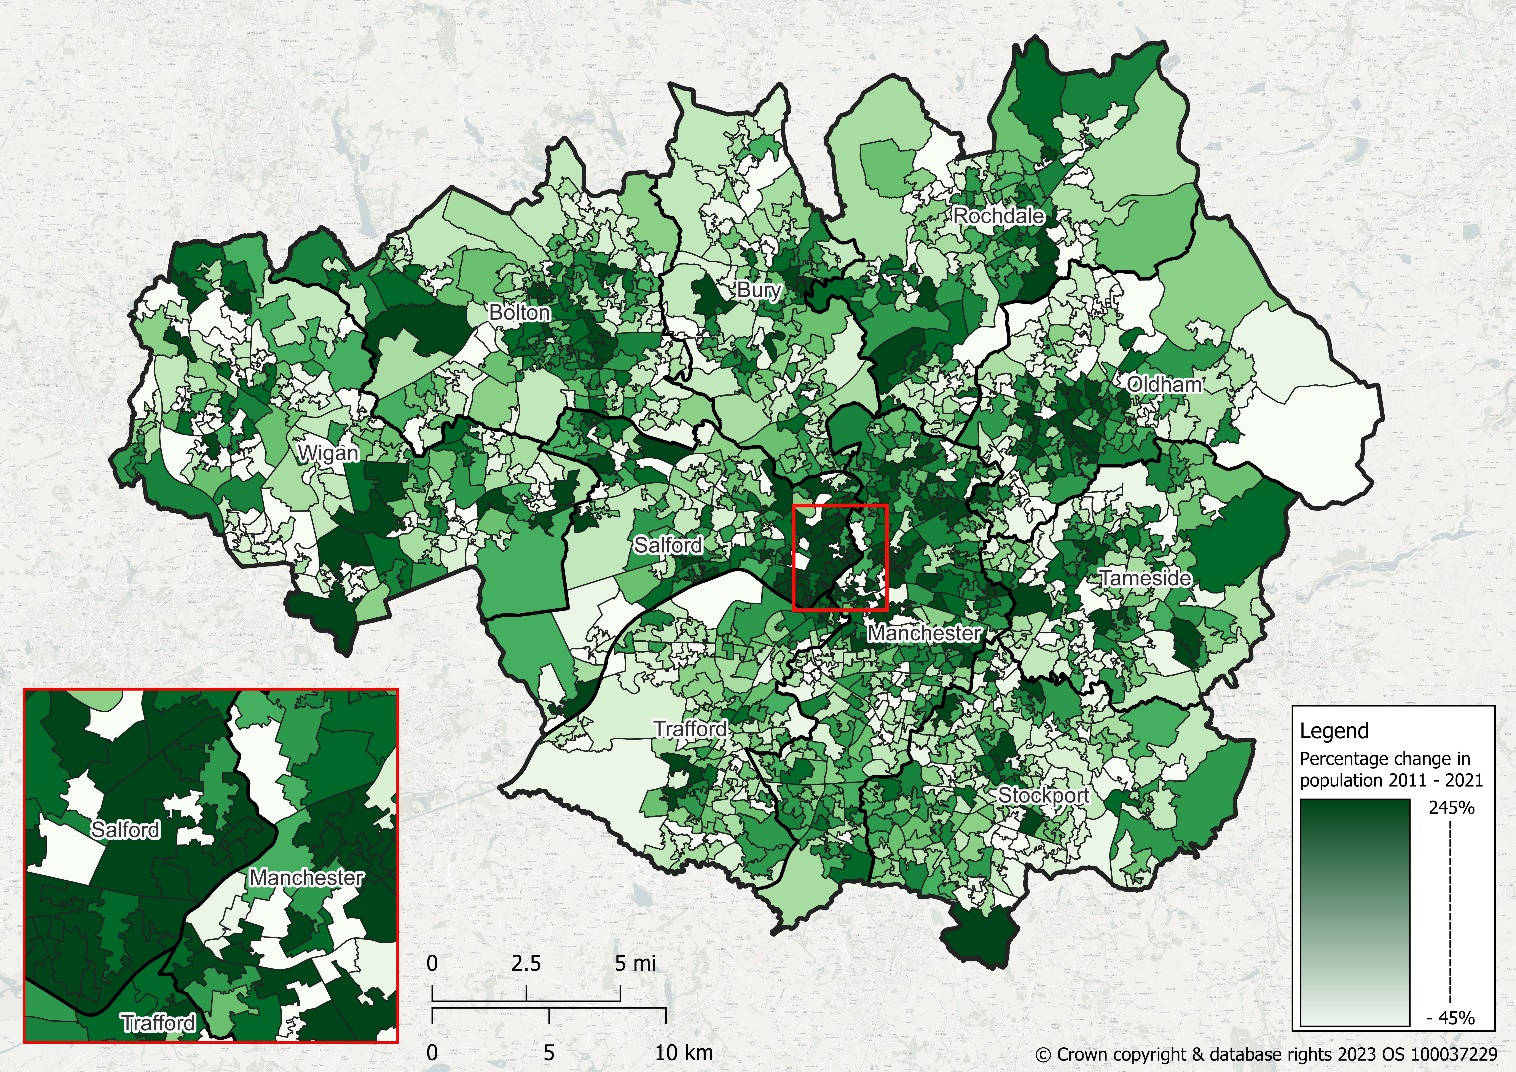 Rochdale
Bury
Bolton
Oldham
Wigan
Salford
Tameside
Manchester
Trafford
Stockport
Salford
Manchester
Trafford
0 2.5 5 mi
0 5 10 km
Legend
Percentage change in
population 2011 - 2021
245%
- 45%
© Crown copyright & database rights 2023 OS 100037229